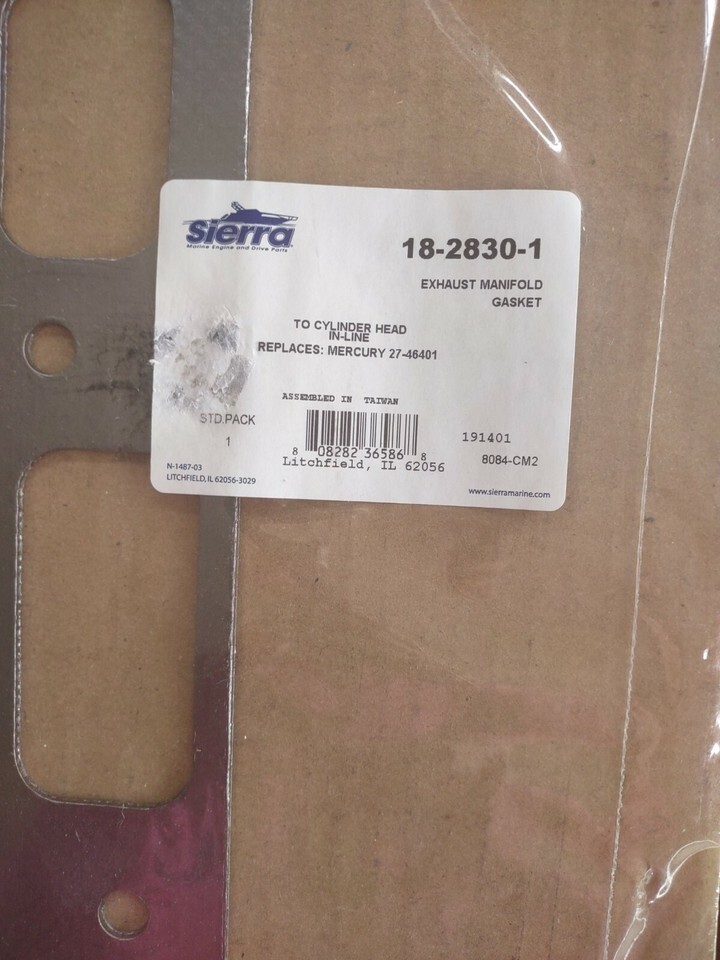 Sierra
Marine Engine and Drive Parts
18-2830-1
EXHAUST MANIFOLD
GASKET
TO CYLINDER HEAD
IN-LINE
REPLACES: MERCURY 27-46401
ASSEMBLED IN TAIWAN
STD.PACK
1
8 08282 36586 8
Litchfield, IL 62056
191401
8084-CM2
N-1487-03
LITCHFIELD, IL 62056-3029
www.sierramarine.com